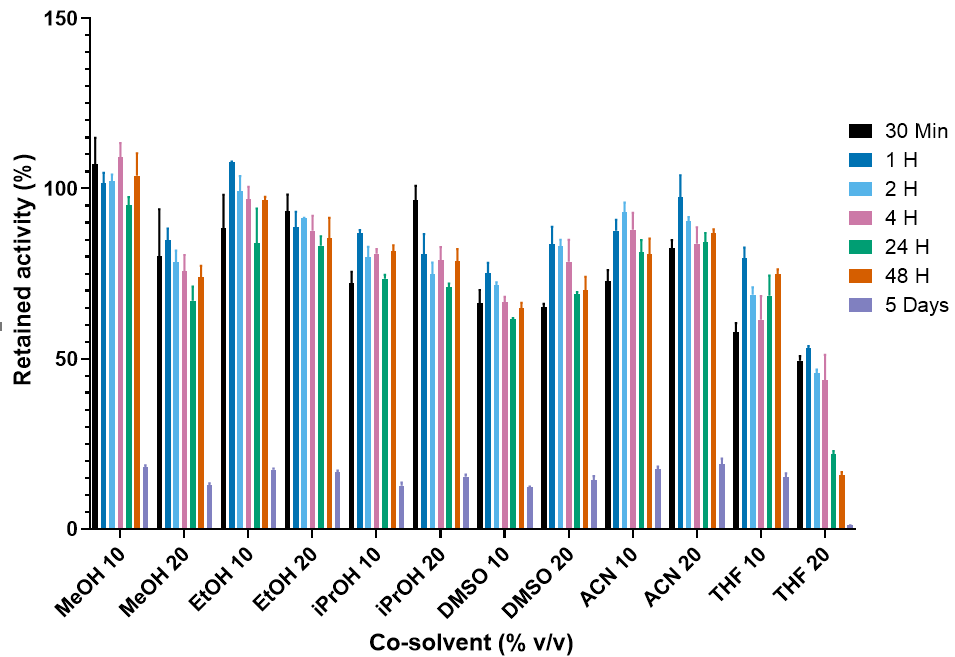 150
100
50
0
Retained activity (%)
MeOH 10
MeOH 20
EtOH 10
EtOH 20
iPrOH 10
iPrOH 20
DMSO 10
DMSO 20
ACN 10
ACN 20
THF 10
THF 20
Co-solvent (% v/v)
30 Min
1 H
2 H
4 H
24 H
48 H
5 Days